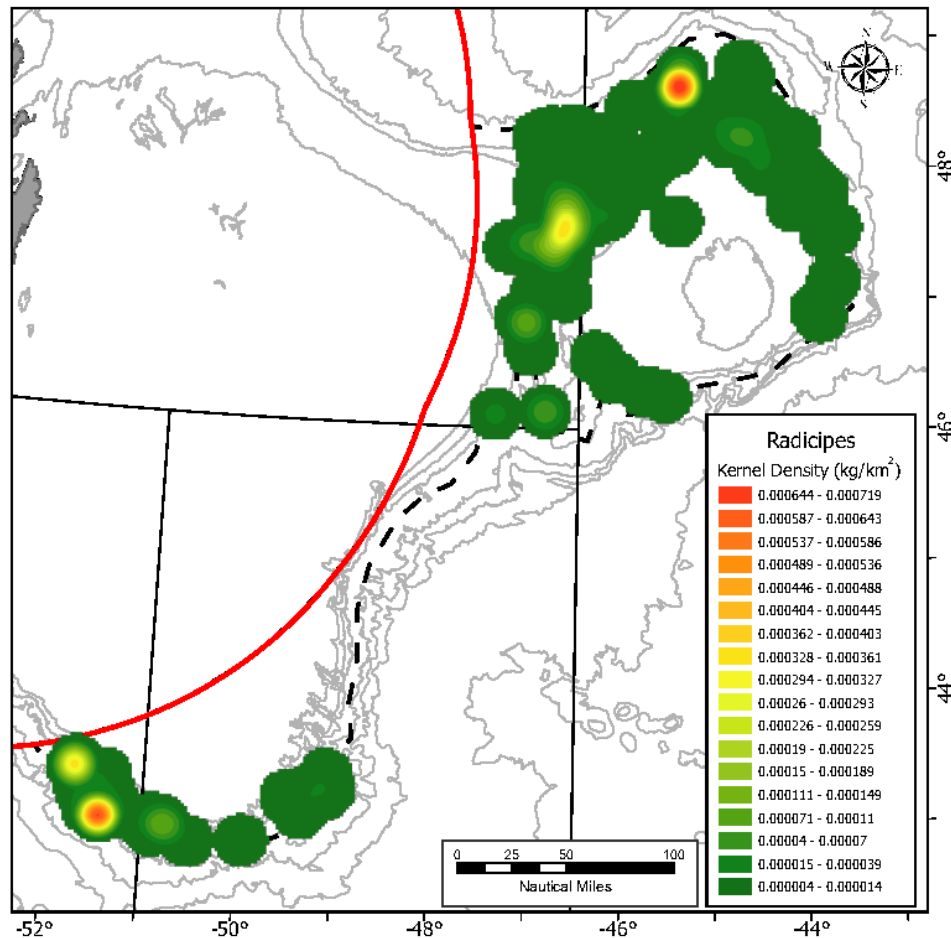 N
W E
S
48°
46°
44°
Radicipes
Kernel Density (kg/km²)
0.000644 - 0.000719
0.000587 - 0.000643
0.000537 - 0.000586
0.000489 - 0.000536
0.000446 - 0.000488
0.000404 - 0.000445
0.000362 - 0.000403
0.000328 - 0.000361
0.000294 - 0.000327
0.00026 - 0.000293
0.000226 - 0.000259
0.00019 - 0.000225
0.00015 - 0.000189
0.000111 - 0.000149
0.000071 - 0.00011
0.00004 - 0.00007
0.000015 - 0.000039
0.000004 - 0.000014
0 25 50 100
Nautical Miles
-52° -50° -48° -46° -44°